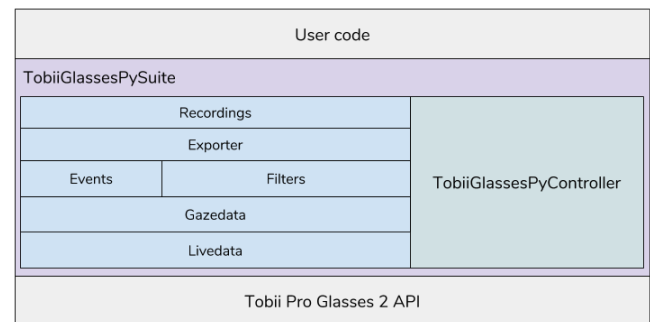 User code
TobiiGlassesPySuite
Recordings
Exporter
Events
Filters
TobiiGlassesPyController
Gazedata
Livedata
Tobii Pro Glasses 2 API